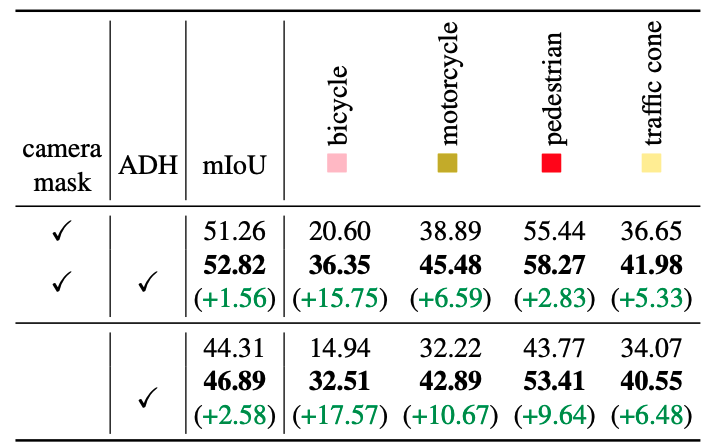 camera mask ADH mIoU bicycle motorcycle pedestrian traffic cone
✓ 51.26 20.60 38.89 55.44 36.65
✓ ✓ 52.82 36.35 45.48 58.27 41.98
(+1.56) (+15.75) (+6.59) (+2.83) (+5.33)
44.31 14.94 32.22 43.77 34.07
✓ 46.89 32.51 42.89 53.41 40.55
(+2.58) (+17.57) (+10.67) (+9.64) (+6.48)